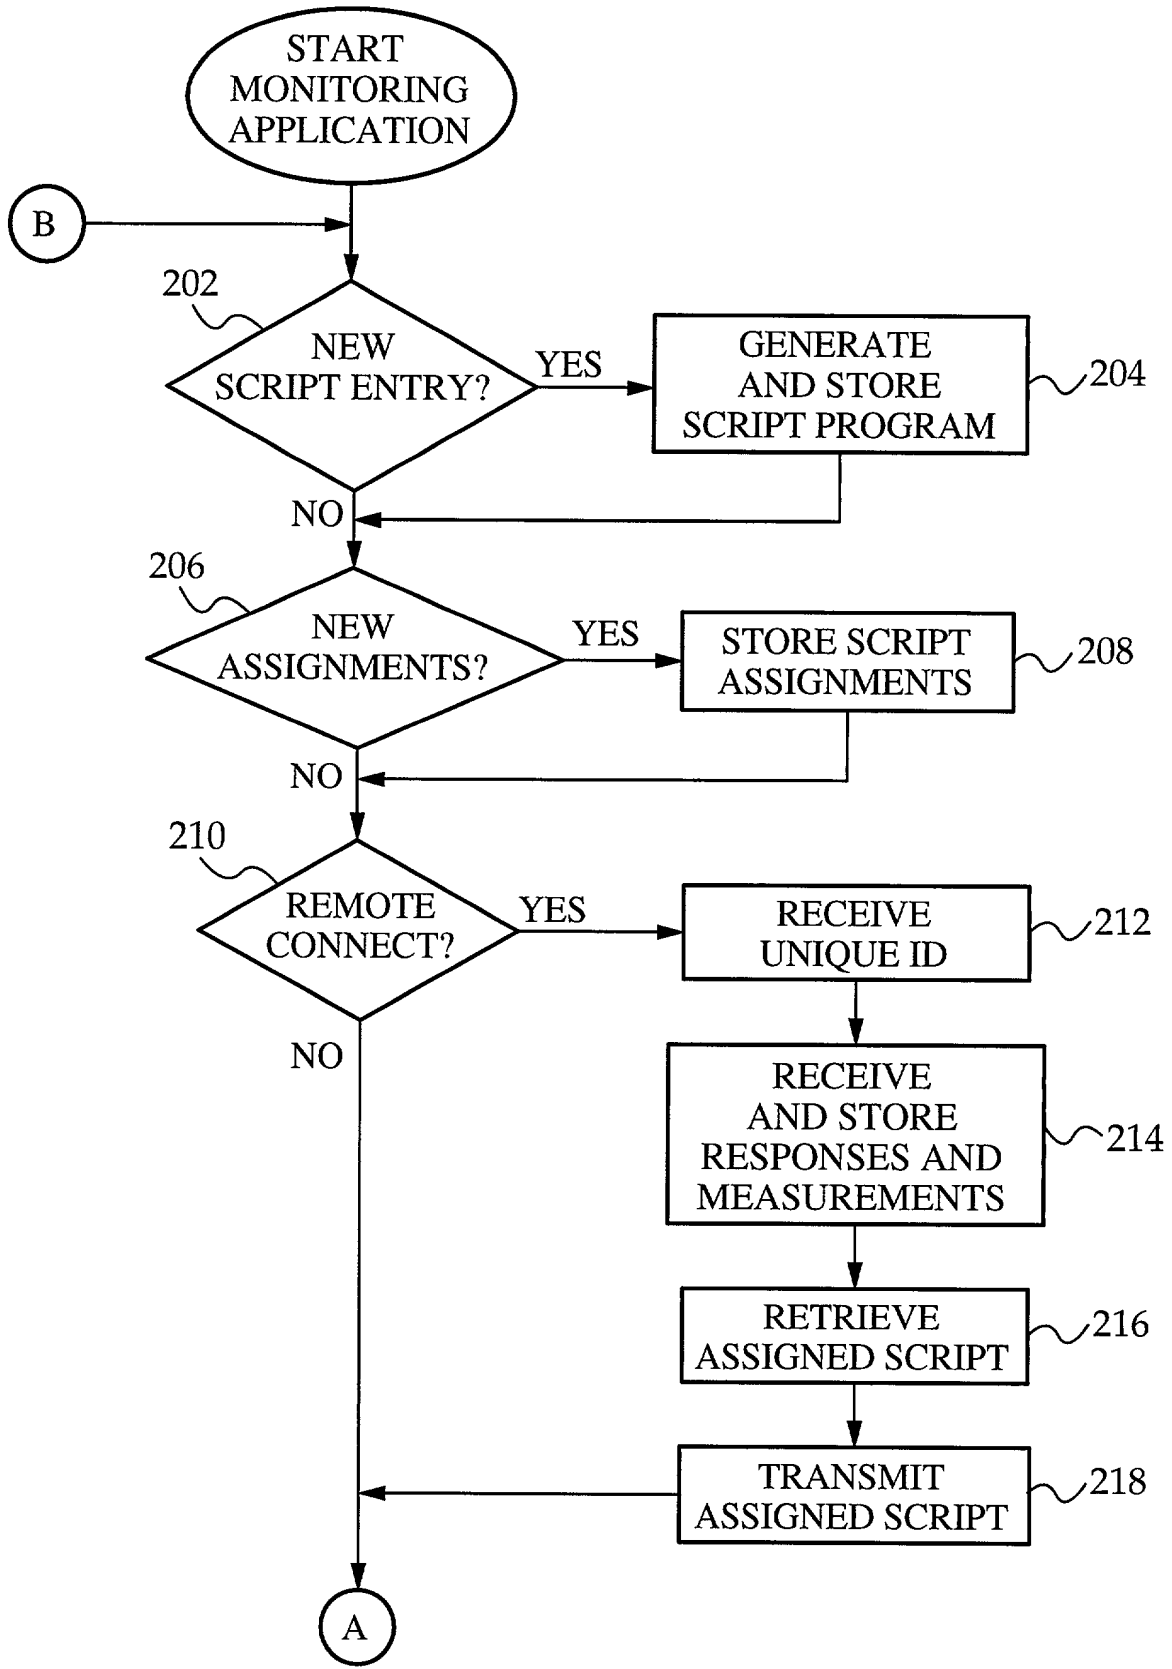 START
MONITORING
APPLICATION
B
202
NEW
SCRIPT ENTRY?
YES
GENERATE
AND STORE
SCRIPT PROGRAM
204
NO
206
NEW
ASSIGNMENTS?
YES
STORE SCRIPT
ASSIGNMENTS
208
NO
210
REMOTE
CONNECT?
YES
RECEIVE
UNIQUE ID
212
NO
RECEIVE
AND STORE
RESPONSES AND
MEASUREMENTS
214
RETRIEVE
ASSIGNED SCRIPT
216
TRANSMIT
ASSIGNED SCRIPT
218
A